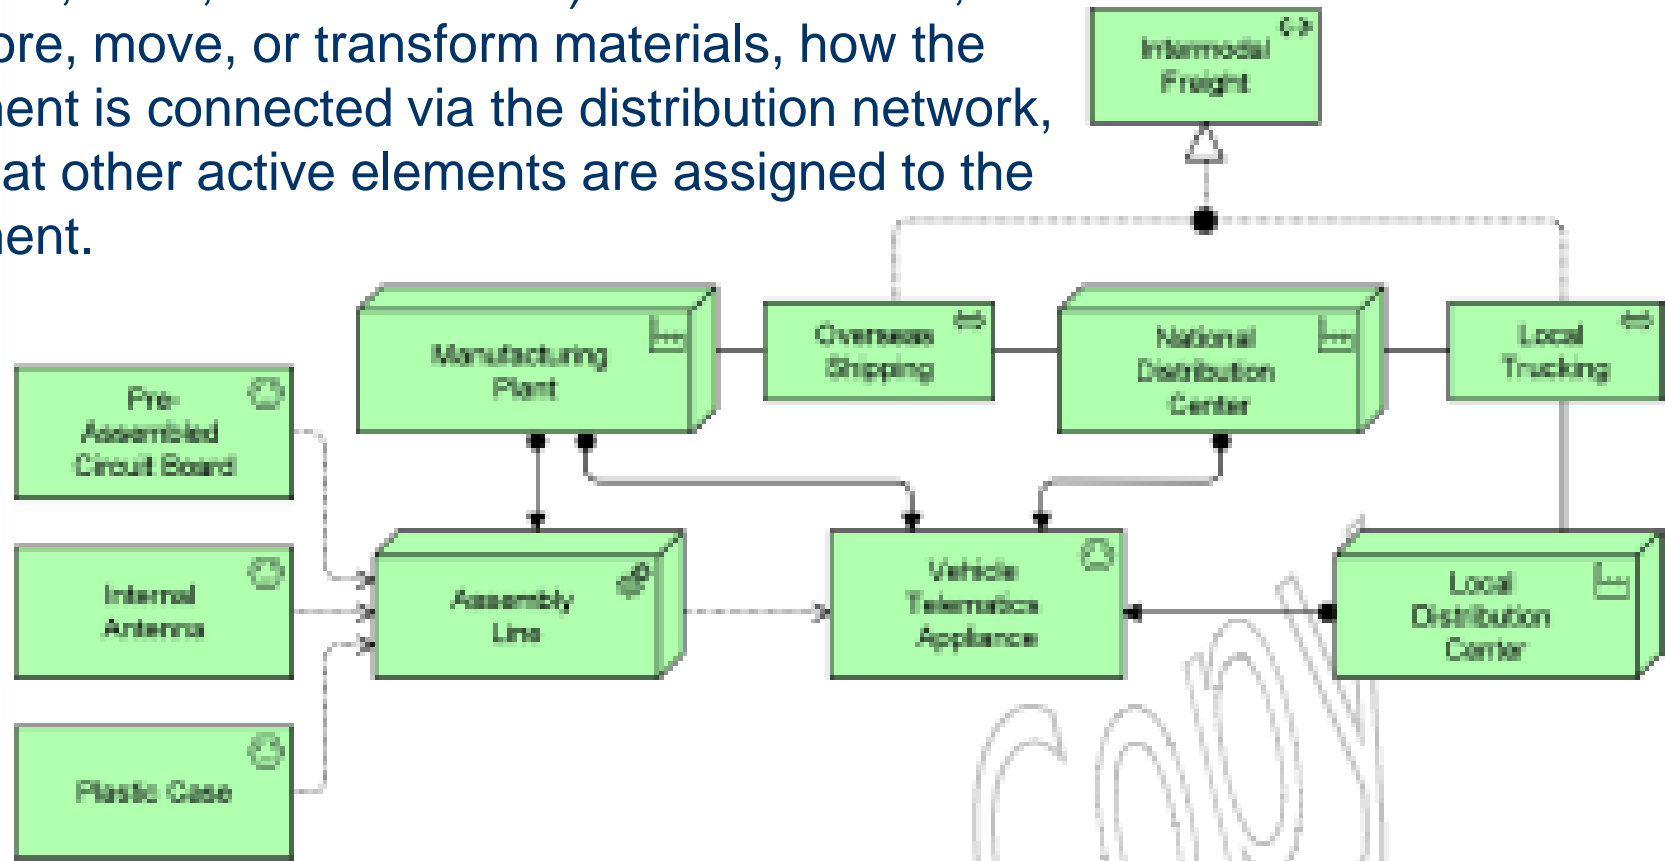 ore, move, or transform materials, how the
nent is connected via the distribution network,
at other active elements are assigned to the
nent.
Intermodal
Freight
Manufacturing
Plant
Overseas
Shipping
National
Distribution
Center
Local
Trucking
Pre-
Assembled
Circuit Board
Internal
Antenna
Plastic Case
Assembly
Line
Vehicle
Telematics
Appliance
Local
Distribution
Center
copy